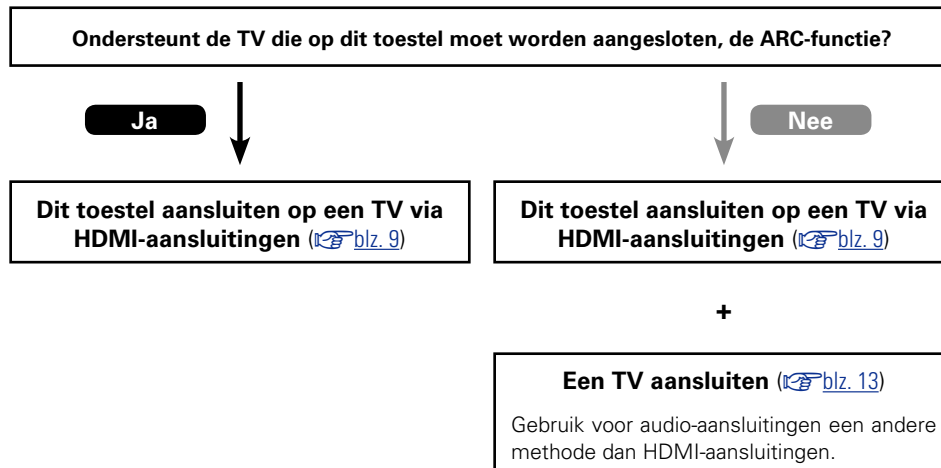 Ondersteunt de TV die op dit toestel moet worden aangesloten, de ARC-functie?
Ja
Nee
Dit toestel aansluiten op een TV via
HDMI-aansluitingen (blz. 9)
Dit toestel aansluiten op een TV via
HDMI-aansluitingen (blz. 9)
+
Een TV aansluiten (blz. 13)
Gebruik voor audio-aansluitingen een andere
methode dan HDMI-aansluitingen.